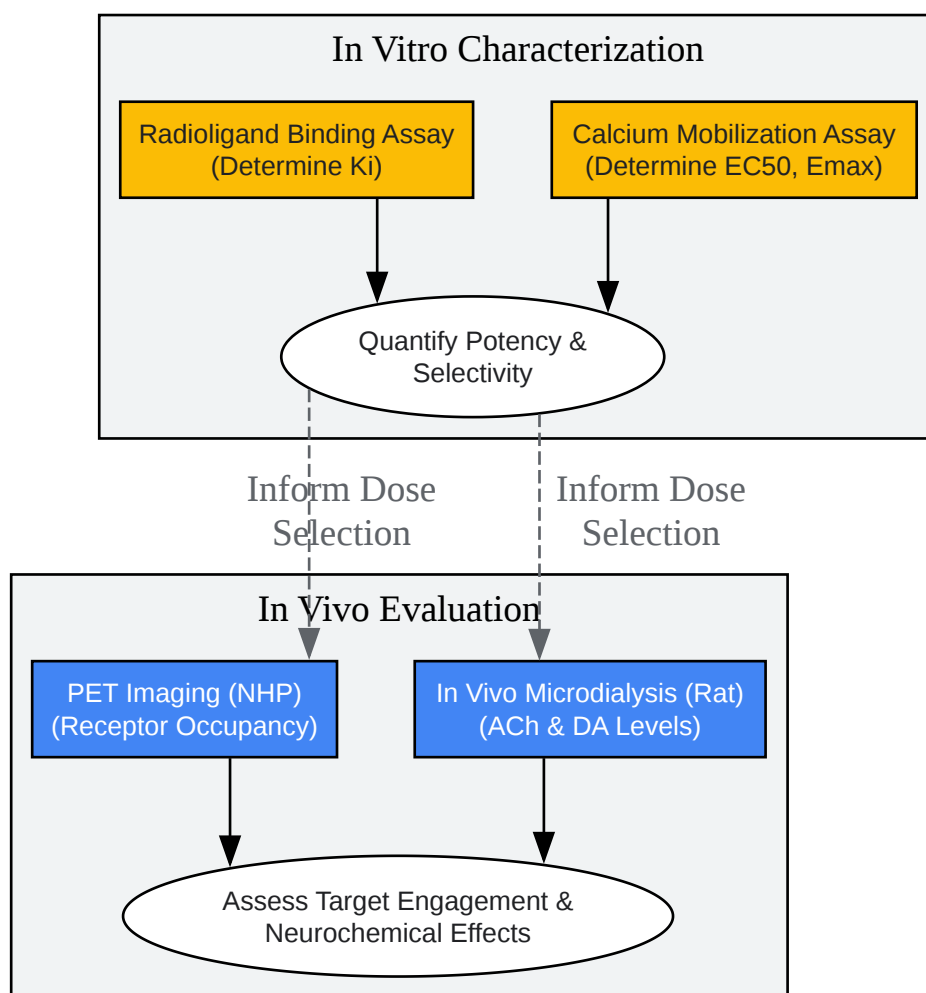 In Vitro Characterization
Radioligand Binding Assay
(Determine Ki)
Calcium Mobilization Assay
(Determine EC50, Emax)
Quantify Potency &
Selectivity
Inform Dose
Selection
Inform Dose
Selection
In Vivo Evaluation
PET Imaging (NHP)
(Receptor Occupancy)
In Vivo Microdialysis (Rat)
(ACh & DA Levels)
Assess Target Engagement &
Neurochemical Effects